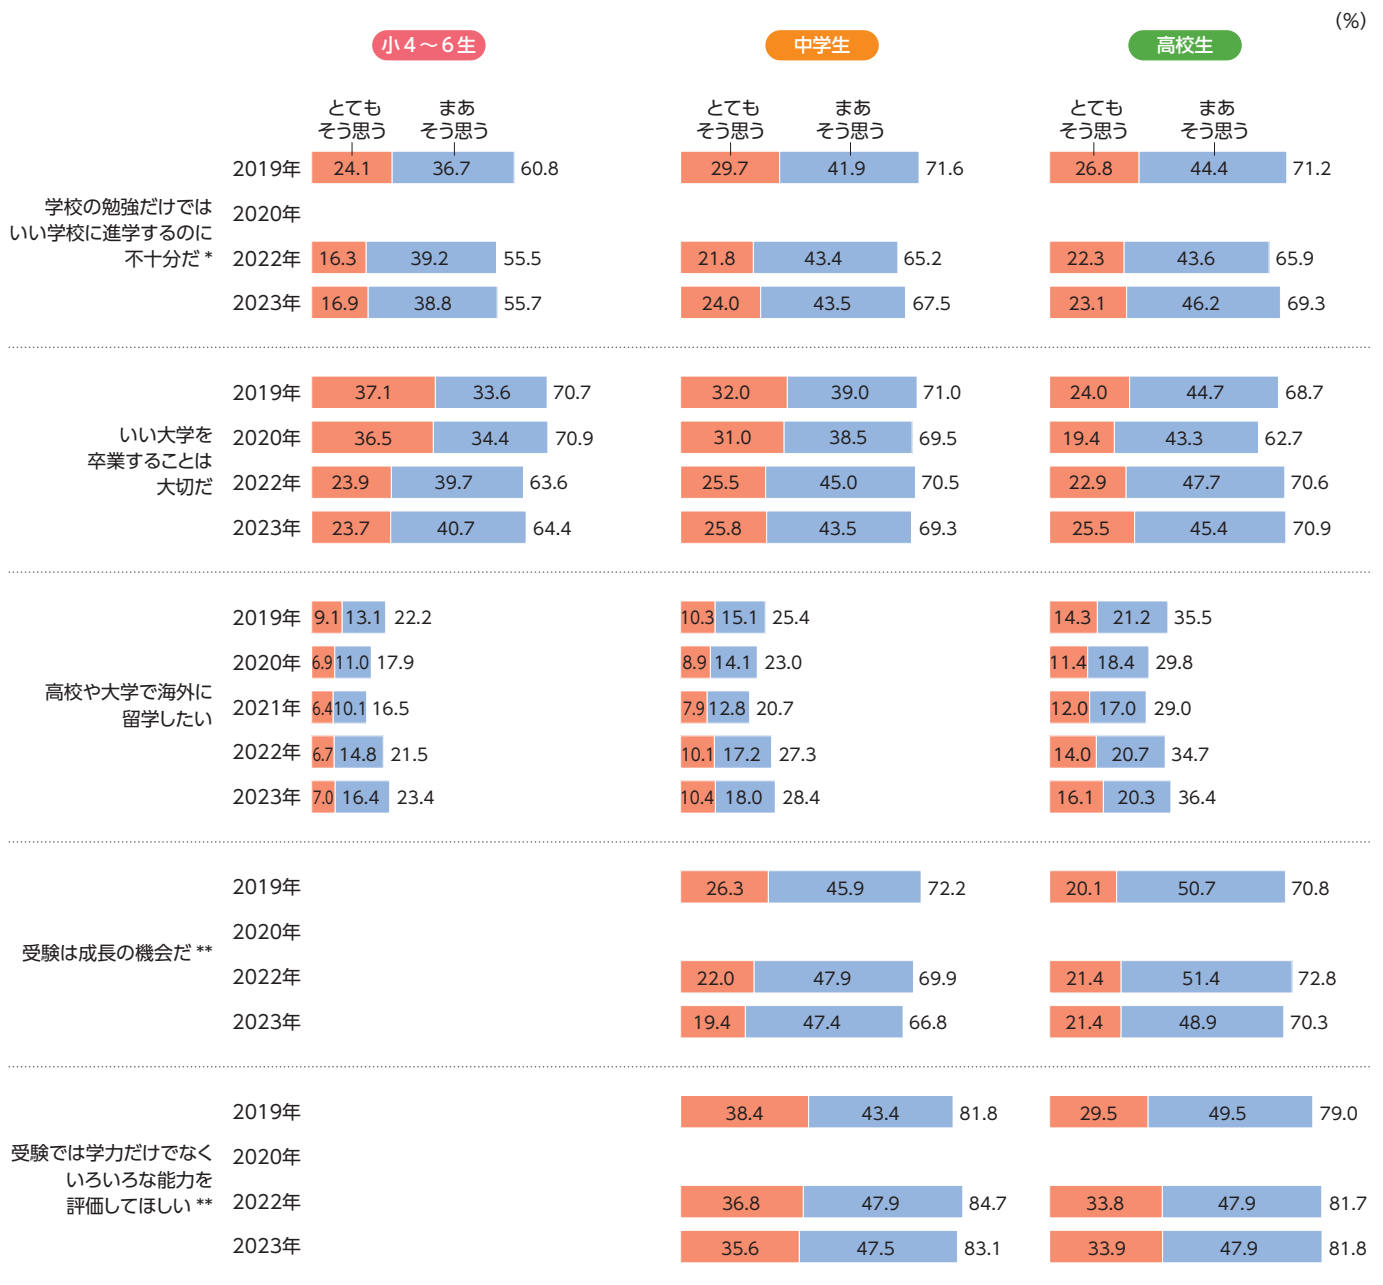 (%)
小4～6生 中学生 高校生
とても まあ とても まあ とても まあ
そう思う そう思う そう思う そう思う そう思う そう思う
学校の勉強だけでは
いい学校に進学するのに
不十分だ *
2019年 24.1 36.7 60.8 29.7 41.9 71.6 26.8 44.4 71.2
2020年
2022年 16.3 39.2 55.5 21.8 43.4 65.2 22.3 43.6 65.9
2023年 16.9 38.8 55.7 24.0 43.5 67.5 23.1 46.2 69.3
いい大学を
卒業することは
大切だ
2019年 37.1 33.6 70.7 32.0 39.0 71.0 24.0 44.7 68.7
2020年 36.5 34.4 70.9 31.0 38.5 69.5 19.4 43.3 62.7
2022年 23.9 39.7 63.6 25.5 45.0 70.5 22.9 47.7 70.6
2023年 23.7 40.7 64.4 25.8 43.5 69.3 25.5 45.4 70.9
高校や大学で海外に
留学したい
2019年 9.1 13.1 22.2 10.3 15.1 25.4 14.3 21.2 35.5
2020年 6.9 11.0 17.9 8.9 14.1 23.0 11.4 18.4 29.8
2021年 6.4 10.1 16.5 7.9 12.8 20.7 12.0 17.0 29.0
2022年 6.7 14.8 21.5 10.1 17.2 27.3 14.0 20.7 34.7
2023年 7.0 16.4 23.4 10.4 18.0 28.4 16.1 20.3 36.4
受験は成長の機会だ **
2019年 26.3 45.9 72.2 20.1 50.7 70.8
2020年
2022年 22.0 47.9 69.9 21.4 51.4 72.8
2023年 19.4 47.4 66.8 21.4 48.9 70.3
受験では学力だけでなく
いろいろな能力を
評価してほしい **
2019年 38.4 43.4 81.8 29.5 49.5 79.0
2020年
2022年 36.8 47.9 84.7 33.8 47.9 81.7
2023年 35.6 47.5 83.1 33.9 47.9 81.8